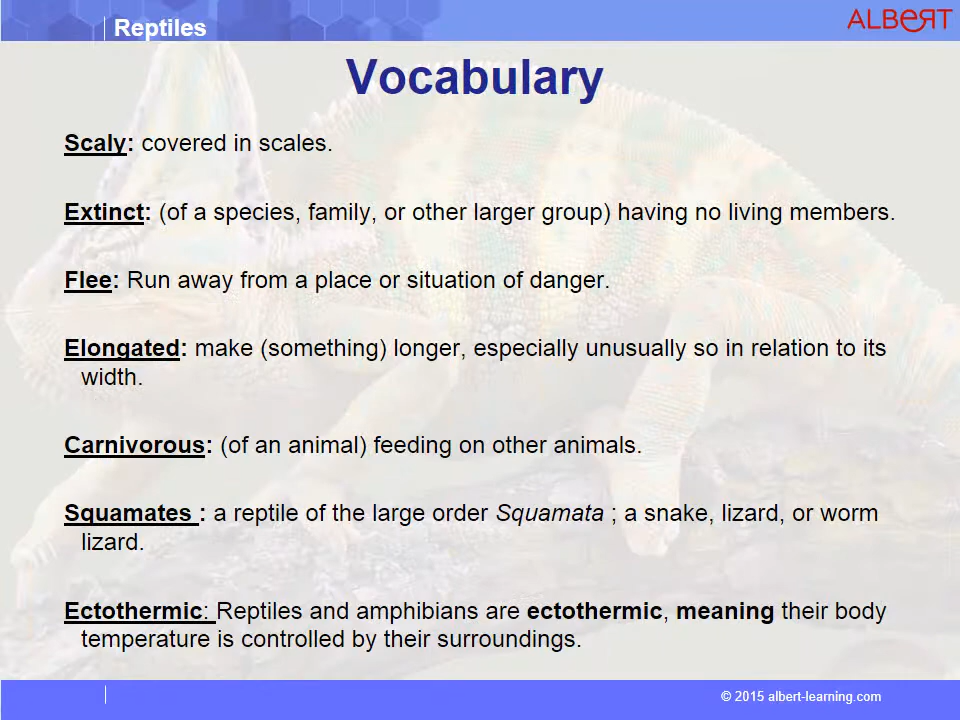 Reptiles
ALBERT
Vocabulary
Scaly: covered in scales.
Extinct: (of a species, family, or other larger group) having no living members.
Flee: Run away from a place or situation of danger.
Elongated: make (something) longer, especially unusually so in relation to its
width.
Carnivorous: (of an animal) feeding on other animals.
Squamates : a reptile of the large order Squamata ; a snake, lizard, or worm
lizard.
Ectothermic: Reptiles and amphibians are ectothermic, meaning their body
temperature is controlled by their surroundings.
© 2015 albert-learning.com